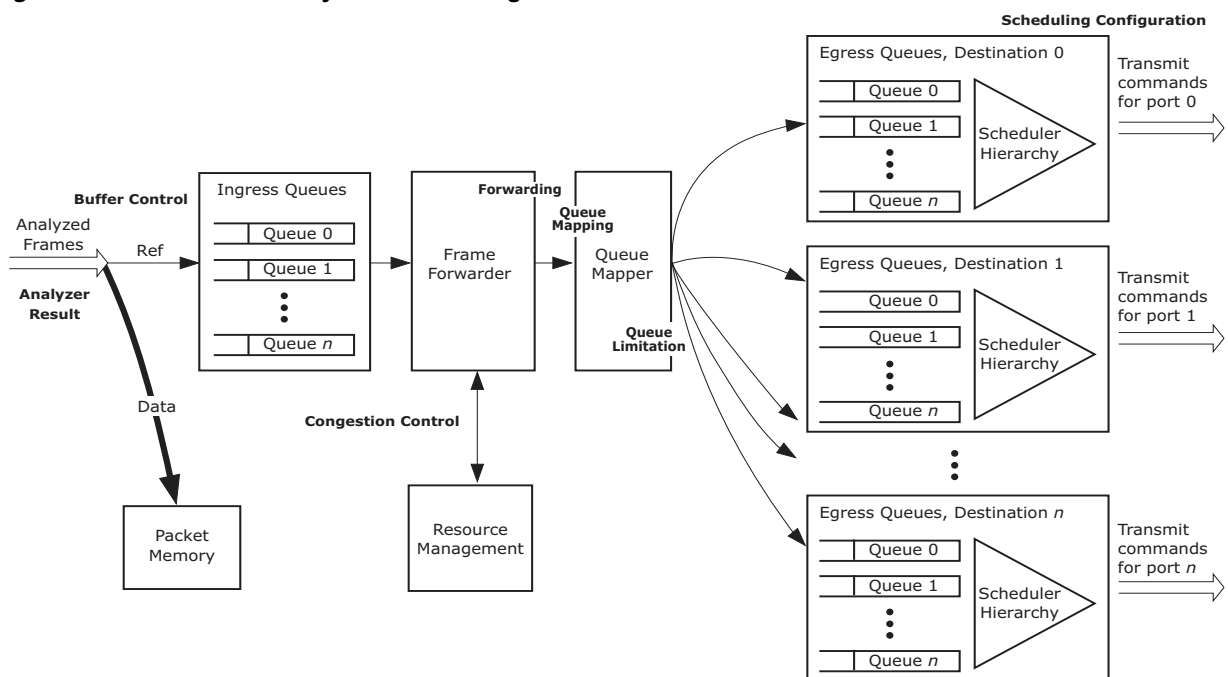 Scheduling Configuration
Egress Queues, Destination 0
Queue 0
Queue 1
Queue n
Scheduler
Hierarchy
Transmit
commands
for port 0
Buffer Control
Analyzed
Frames
Ref
Analyzer
Result
Ingress Queues
Queue 0
Queue 1
Queue n
Frame
Forwarder
Forwarding
Queue
Mapping
Queue
Mapper
Queue
Limitation
Egress Queues, Destination 1
Queue 0
Queue 1
Queue n
Scheduler
Hierarchy
Transmit
commands
for port 1
Data
Congestion Control
Packet
Memory
Resource
Management
Egress Queues, Destination n
Queue 0
Queue 1
Queue n
Scheduler
Hierarchy
Transmit
commands
for port n